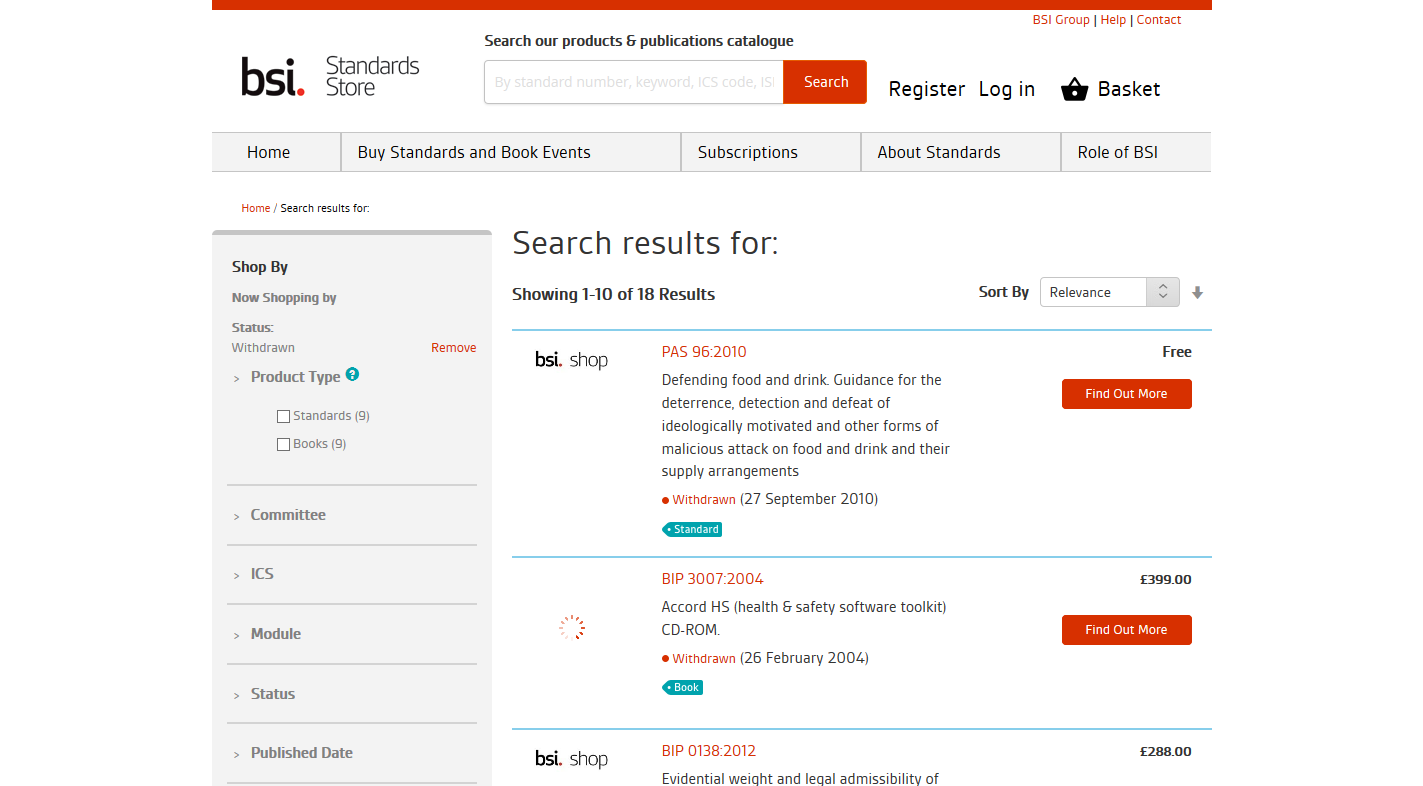 BSI Group | Help | Contact
Search our products & publications catalogue
bsi. Standards Store
By standard number, keyword, ICS code, ISI
Search
Register Log in Basket
Home Buy Standards and Book Events Subscriptions About Standards Role of BSI
Home / Search results for:
Shop By
Now Shopping by
Status:
Withdrawn Remove
> Product Type ?
Standards (9)
Books (9)
> Committee
> ICS
> Module
> Status
> Published Date
Search results for:
Showing 1-10 of 18 Results
Sort By Relevance
bsi. shop
PAS 96:2010
Free
Defending food and drink. Guidance for the
deterrence, detection and defeat of
ideologically motivated and other forms of
malicious attack on food and drink and their
supply arrangements
Find Out More
Withdrawn (27 September 2010)
Standard
BIP 3007:2004
£399.00
Accord HS (health & safety software toolkit)
CD-ROM.
Find Out More
Withdrawn (26 February 2004)
Book
bsi. shop
BIP 0138:2012
£288.00
Evidential weight and legal admissibility of